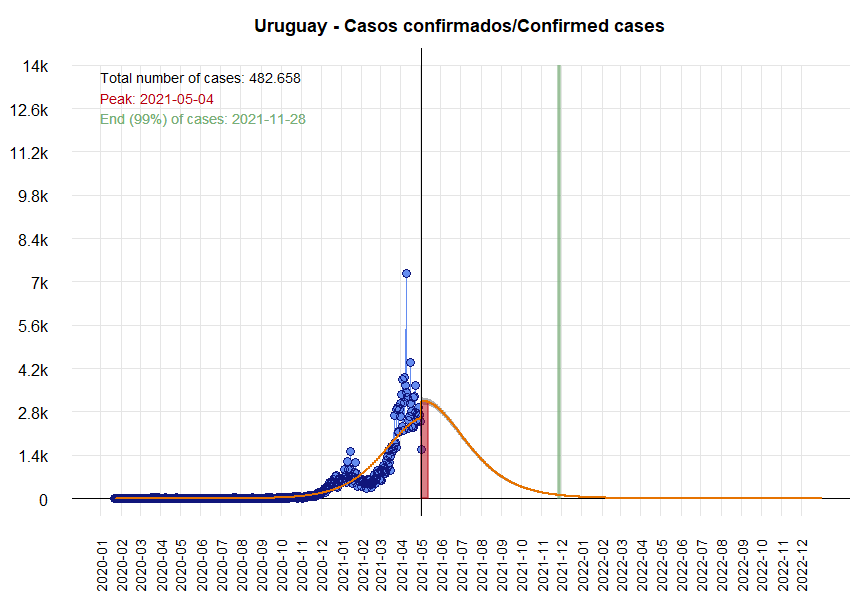 Uruguay - Casos confirmados/Confirmed cases
14k
12.6k
11.2k
9.8k
8.4k
7k
5.6k
4.2k
2.8k
1.4k
0
Total number of cases: 482.658
Peak: 2021-05-04
End (99%) of cases: 2021-11-28
2020-01
2020-02
2020-03
2020-04
2020-05
2020-06
2020-07
2020-08
2020-09
2020-10
2020-11
2020-12
2021-01
2021-02
2021-03
2021-04
2021-05
2021-06
2021-07
2021-08
2021-09
2021-10
2021-11
2021-12
2022-01
2022-02
2022-03
2022-04
2022-05
2022-06
2022-07
2022-08
2022-09
2022-10
2022-11
2022-12